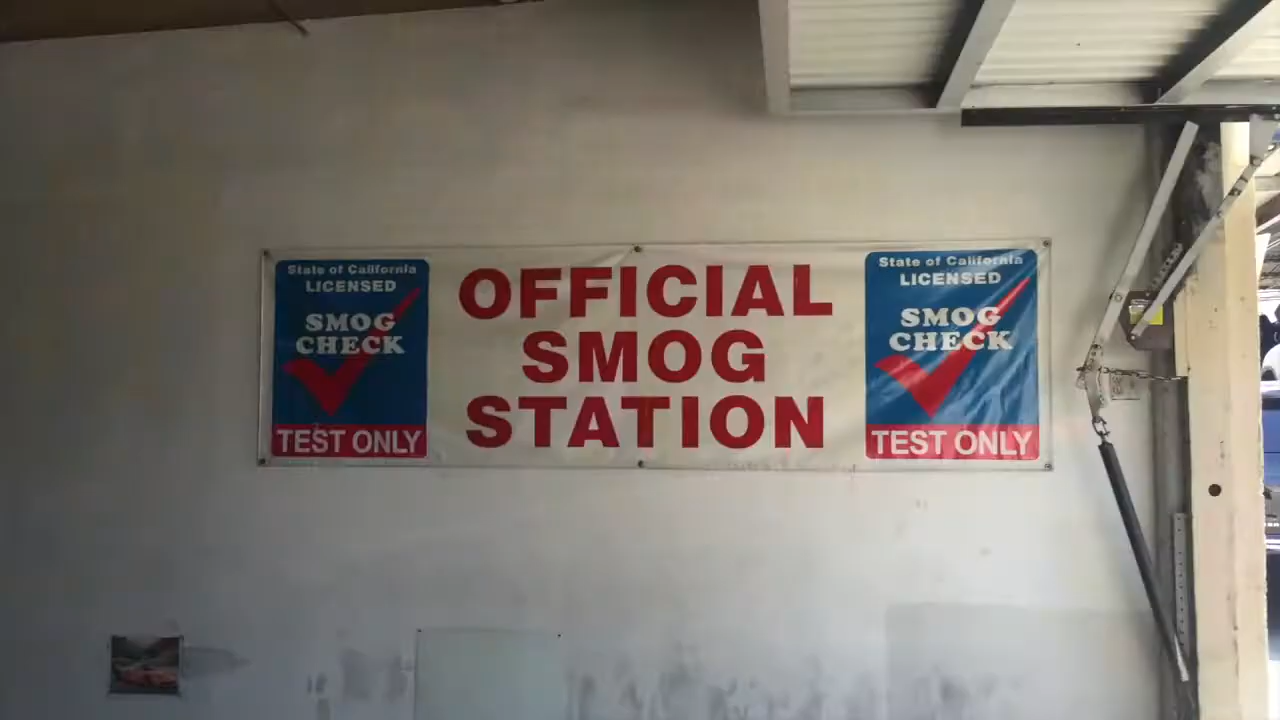 State of California
LICENSED
SMOG
CHECK
TEST ONLY
OFFICIAL
SMOG
STATION
State of California
LICENSED
SMOG
CHECK
TEST ONLY